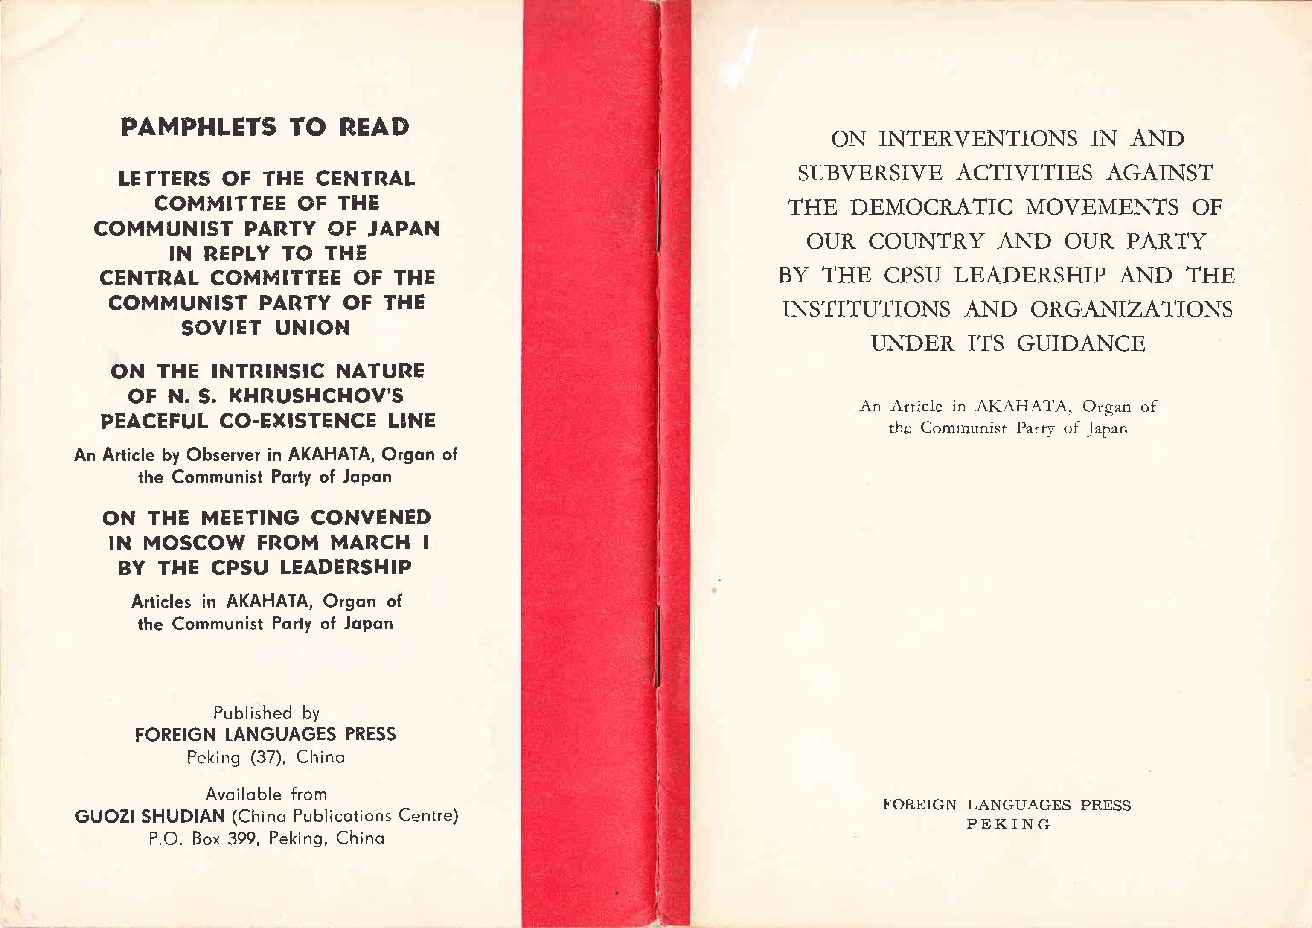 PAMPHLETS TO READ
LETTERS OF THE CENTRAL
COMMITTEE OF THE
COMMUNIST PARTY OF JAPAN
IN REPLY TO THE
CENTRAL COMMITTEE OF THE
COMMUNIST PARTY OF THE
SOVIET UNION
ON THE INTRINSIC NATURE
OF N. S. KHRUSHCHOV'S
PEACEFUL CO-EXISTENCE LINE
An Article by Observer in AKAHATA, Organ of
the Communist Party of Japan
ON THE MEETING CONVENED
IN MOSCOW FROM MARCH 1
BY THE CPSU LEADERSHIP
Articles in AKAHATA, Organ of
the Communist Party of Japan
Published by
FOREIGN LANGUAGES PRESS
Peking (37), China
Available from
GUOZI SHUDIAN (China Publications Centre)
P.O. Box 399, Peking, China
ON INTERVENTIONS IN AND
SUBVERSIVE ACTIVITIES AGAINST
THE DEMOCRATIC MOVEMENTS OF
OUR COUNTRY AND OUR PARTY
BY THE CPSU LEADERSHIP AND THE
INSTITUTIONS AND ORGANIZATIONS
UNDER ITS GUIDANCE
An Article in AKAHATA, Organ of
the Communist Party of Japan
FOREIGN LANGUAGES PRESS
PEKING